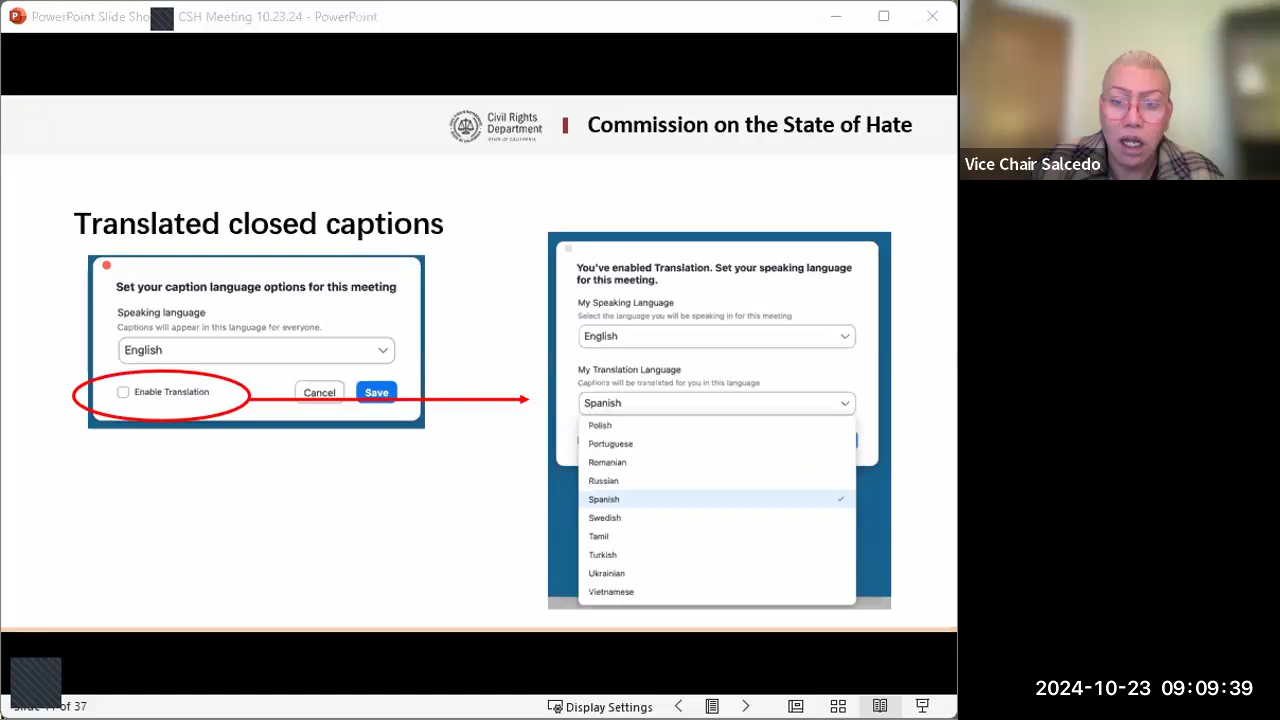 PowerPoint Slide Sho
CSH Meeting 10.23.24 - PowerPoint
Civil Rights
Department
STATE OF CALIFORNIA
Commission on the State of Hate
Vice Chair Salcedo
Translated closed captions
Set your caption language options for this meeting
Speaking language
Captions will appear in this language for everyone.
English
Enable Translation
Cancel
Save
You've enabled Translation. Set your speaking language
for this meeting.
My Speaking Language
Select the language you will be speaking in for this meeting
English
My Translation Language
Captions will be translated for you in this language
Spanish
Polish
Portuguese
Romanian
Russian
Spanish
Swedish
Tamil
Turkish
Ukrainian
Vietnamese
of 37
Display Settings
2024-10-23 09:09:39